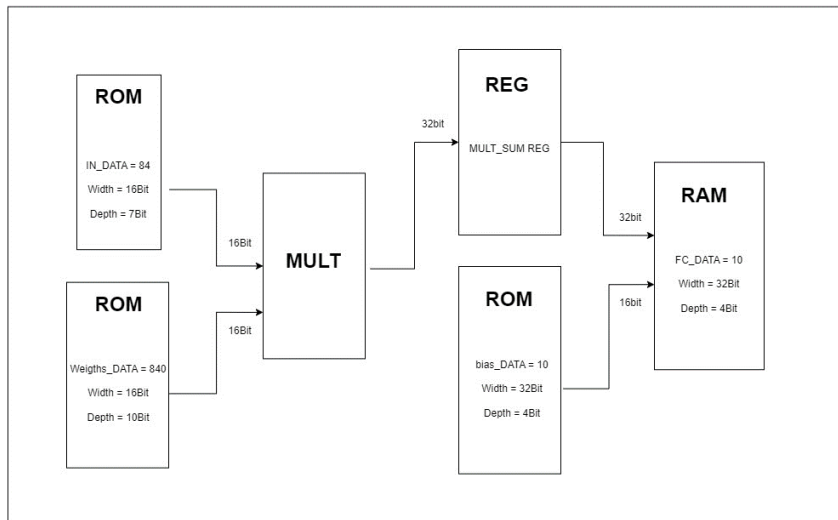 ROM
IN_DATA = 84
Width = 16Bit
Depth = 7Bit
16Bit
ROM
Weigths_DATA = 840
Width = 16Bit
Depth = 10Bit
16Bit
MULT
32bit
REG
MULT_SUM REG
32bit
ROM
bias_DATA = 10
Width = 32Bit
Depth = 4Bit
16bit
RAM
FC_DATA = 10
Width = 32Bit
Depth = 4Bit